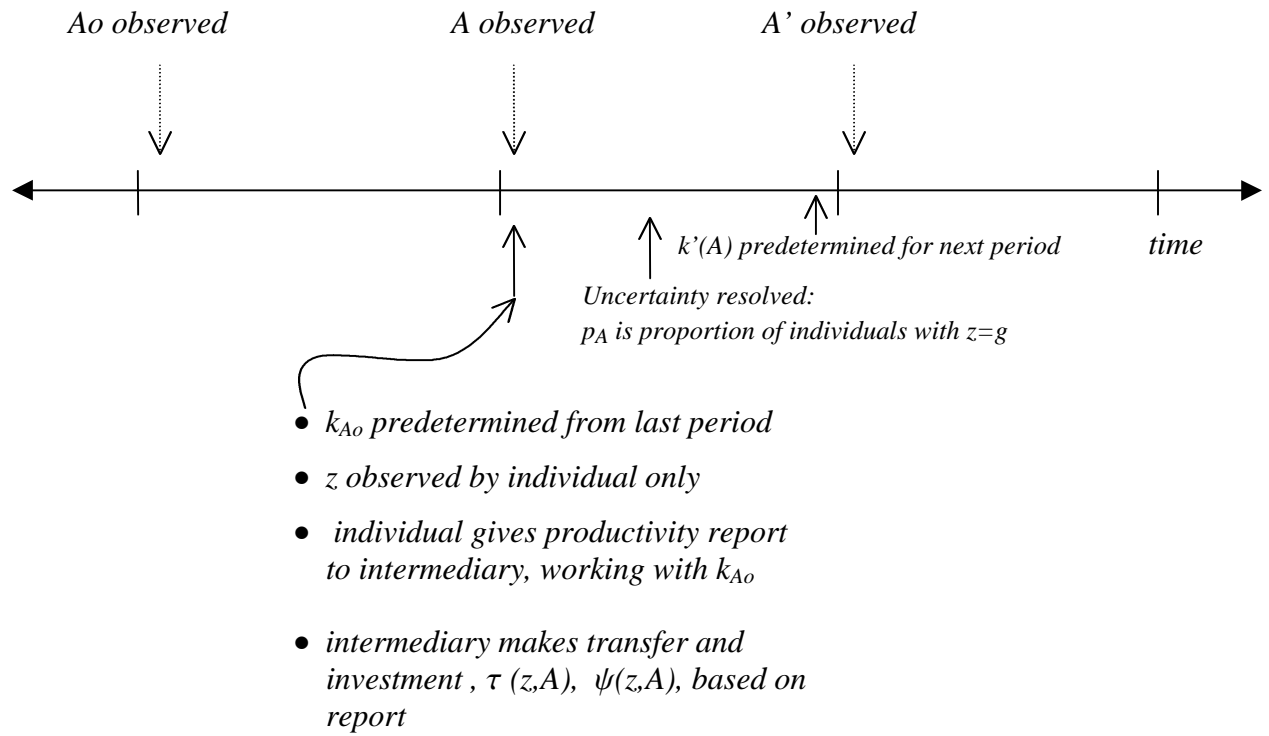 Ao observed
A observed
A’ observed
k’(A) predetermined for next period
time
Uncertainty resolved:
pA is proportion of individuals with z=g
● kAo predetermined from last period
● z observed by individual only
● individual gives productivity report
to intermediary, working with kAo
● intermediary makes transfer and
investment , τ (z,A), ψ(z,A), based on
report